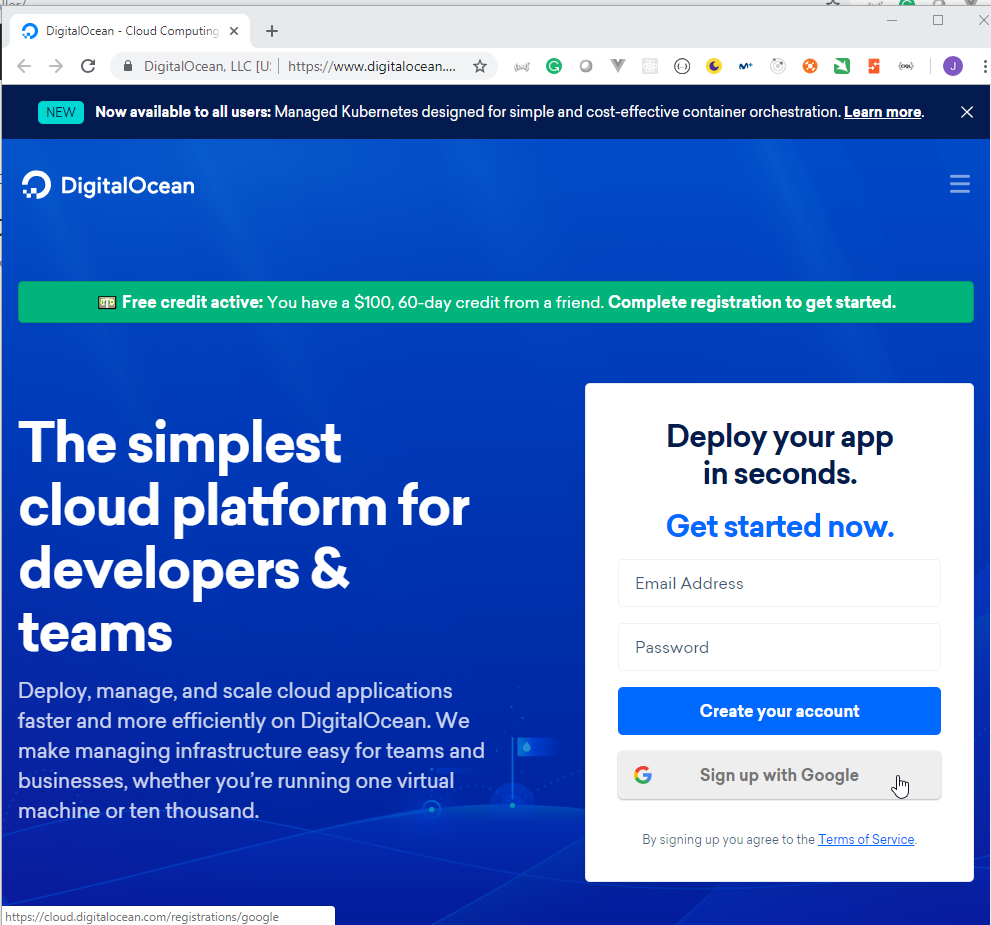 DigitalOcean - Cloud Computing
DigitalOcean, LLC [U: | https://www.digitalocean....
J
NEW Now available to all users: Managed Kubernetes designed for simple and cost-effective container orchestration. Learn more.
DigitalOcean
Free credit active: You have a $100, 60-day credit from a friend. Complete registration to get started.
The simplest
cloud platform for
developers &
teams
Deploy, manage, and scale cloud applications
faster and more efficiently on DigitalOcean. We
make managing infrastructure easy for teams and
businesses, whether you’re running one virtual
machine or ten thousand.
Deploy your app
in seconds.
Get started now.
Email Address
Password
Create your account
Sign up with Google
By signing up you agree to the Terms of Service.
https://cloud.digitalocean.com/registrations/google